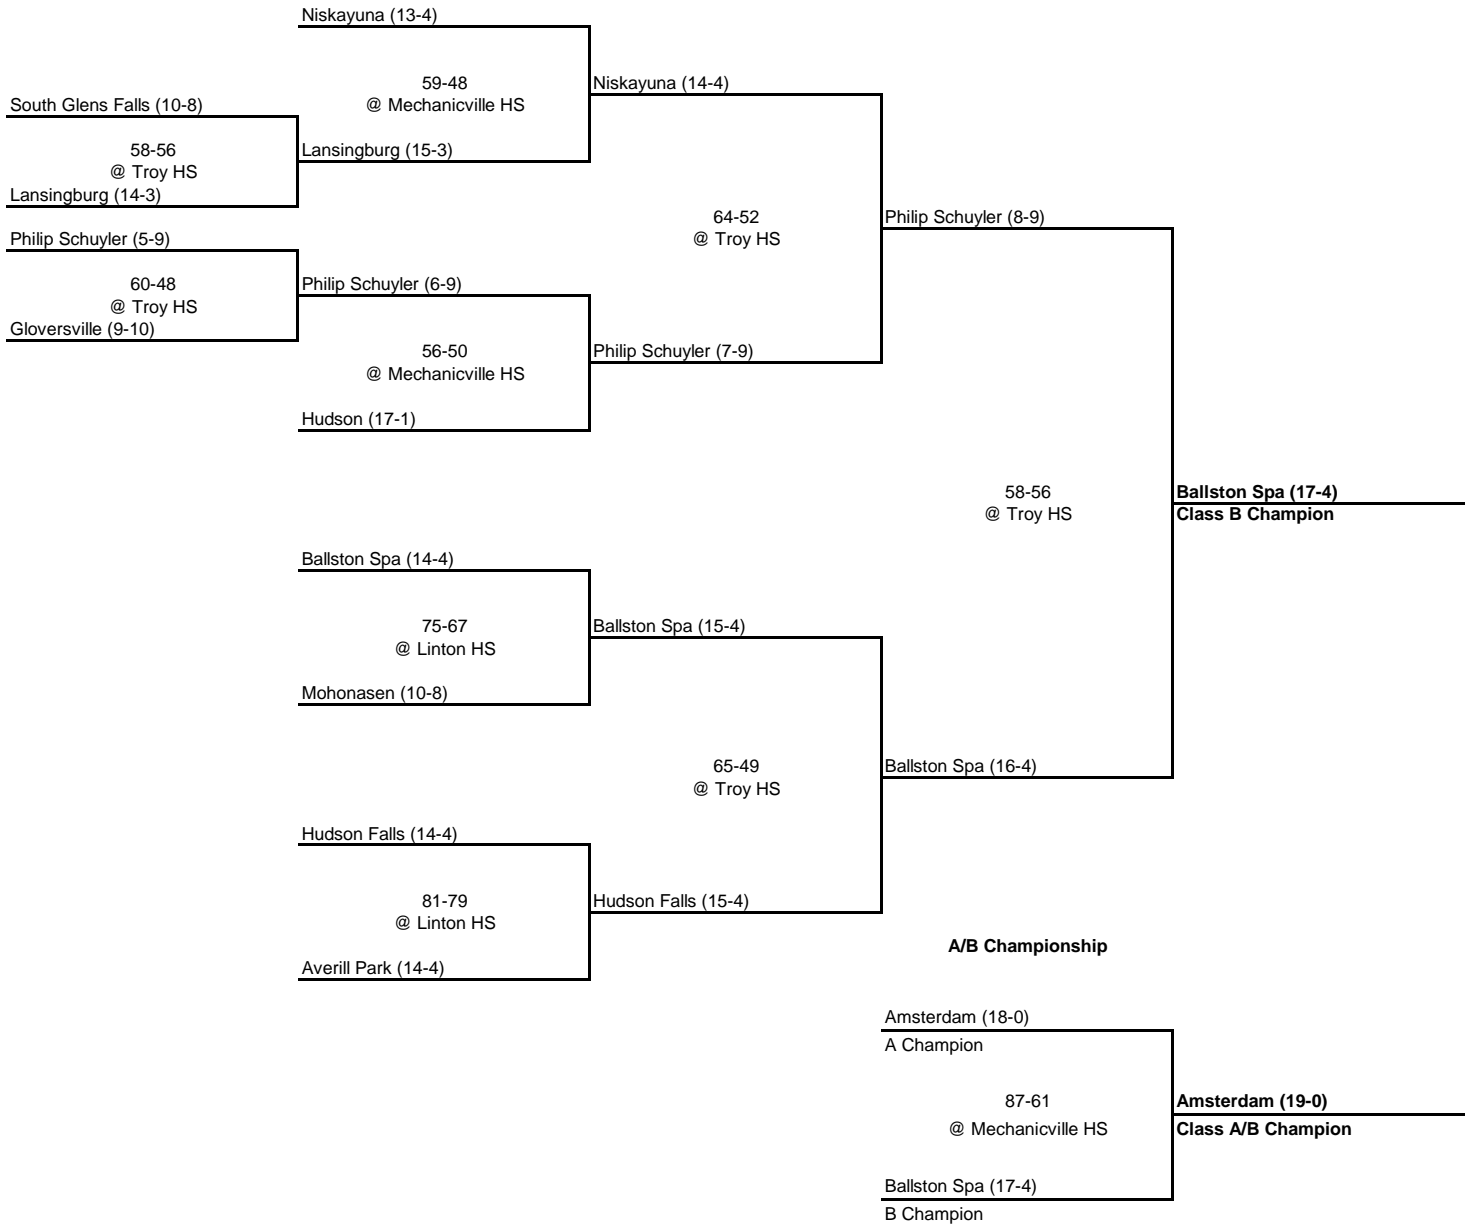 Niskayuna (13-4)
59-48
@ Mechanicville HS
Niskayuna (14-4)
South Glens Falls (10-8)
58-56
@ Troy HS
Lansingburg (15-3)
Lansingburg (14-3)
64-52
@ Troy HS
Philip Schuyler (8-9)
Philip Schuyler (5-9)
60-48
@ Troy HS
Philip Schuyler (6-9)
Gloversville (9-10)
56-50
@ Mechanicville HS
Philip Schuyler (7-9)
Hudson (17-1)
58-56
@ Troy HS
Ballston Spa (17-4)
Class B Champion
Ballston Spa (14-4)
75-67
@ Linton HS
Ballston Spa (15-4)
Mohonasen (10-8)
65-49
@ Troy HS
Ballston Spa (16-4)
Hudson Falls (14-4)
81-79
@ Linton HS
Hudson Falls (15-4)
Averill Park (14-4)
A/B Championship
Amsterdam (18-0)
A Champion
87-61
@ Mechanicville HS
Amsterdam (19-0)
Class A/B Champion
Ballston Spa (17-4)
B Champion